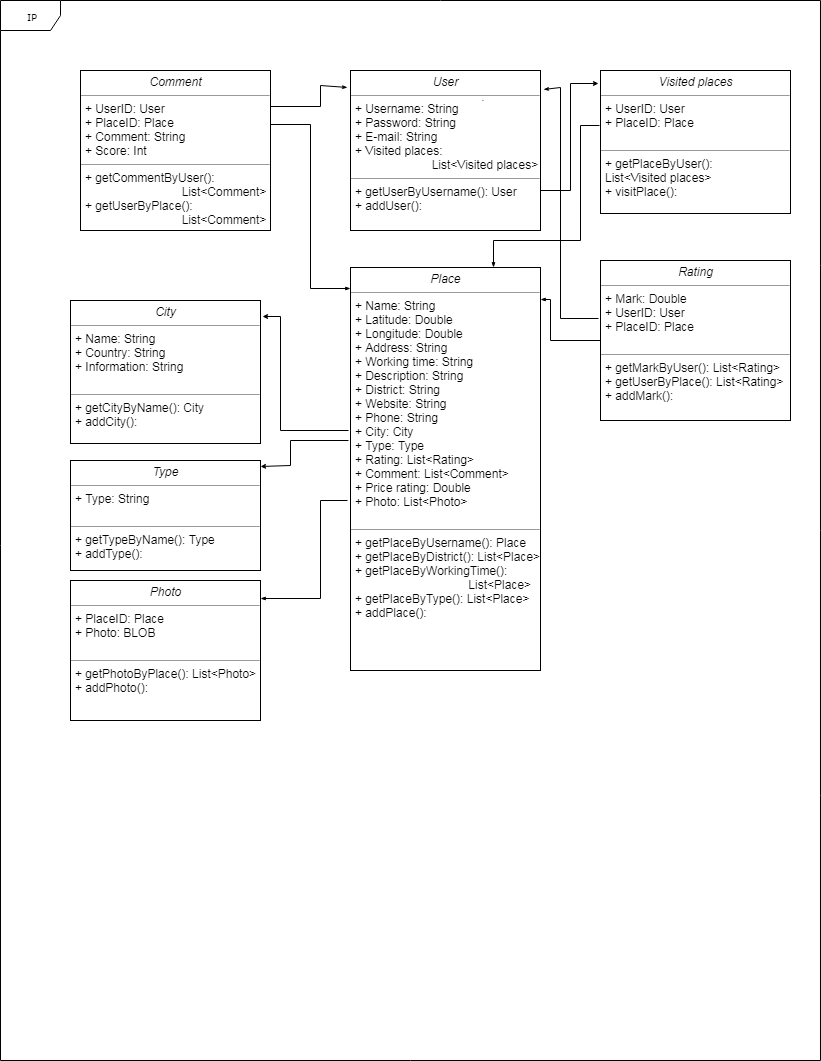 IP
Comment
+ UserID: User
+ PlaceID: Place
+ Comment: String
+ Score: Int
+ getCommentByUser():
List<Comment>
+ getUserByPlace():
List<Comment>
User
+ Username: String
+ Password: String
+ E-mail: String
+ Visited places:
List<Visited places>
+ getUserByUsername(): User
+ addUser():
Visited places
+ UserID: User
+ PlaceID: Place
+ getPlaceByUser():
List<Visited places>
+ visitPlace():
City
+ Name: String
+ Country: String
+ Information: String
+ getCityByName(): City
+ addCity():
Place
+ Name: String
+ Latitude: Double
+ Longitude: Double
+ Address: String
+ Working time: String
+ Description: String
+ District: String
+ Website: String
+ Phone: String
+ City: City
+ Type: Type
+ Rating: List<Rating>
+ Comment: List<Comment>
+ Price rating: Double
+ Photo: List<Photo>
+ getPlaceByUsername(): Place
+ getPlaceByDistrict(): List<Place>
+ getPlaceByWorkingTime():
List<Place>
+ getPlaceByType(): List<Place>
+ addPlace():
Rating
+ Mark: Double
+ UserID: User
+ PlaceID: Place
+ getMarkByUser(): List<Rating>
+ getUserByPlace(): List<Rating>
+ addMark():
Type
+ Type: String
+ getTypeByName(): Type
+ addType():
Photo
+ PlaceID: Place
+ Photo: BLOB
+ getPhotoByPlace(): List<Photo>
+ addPhoto():